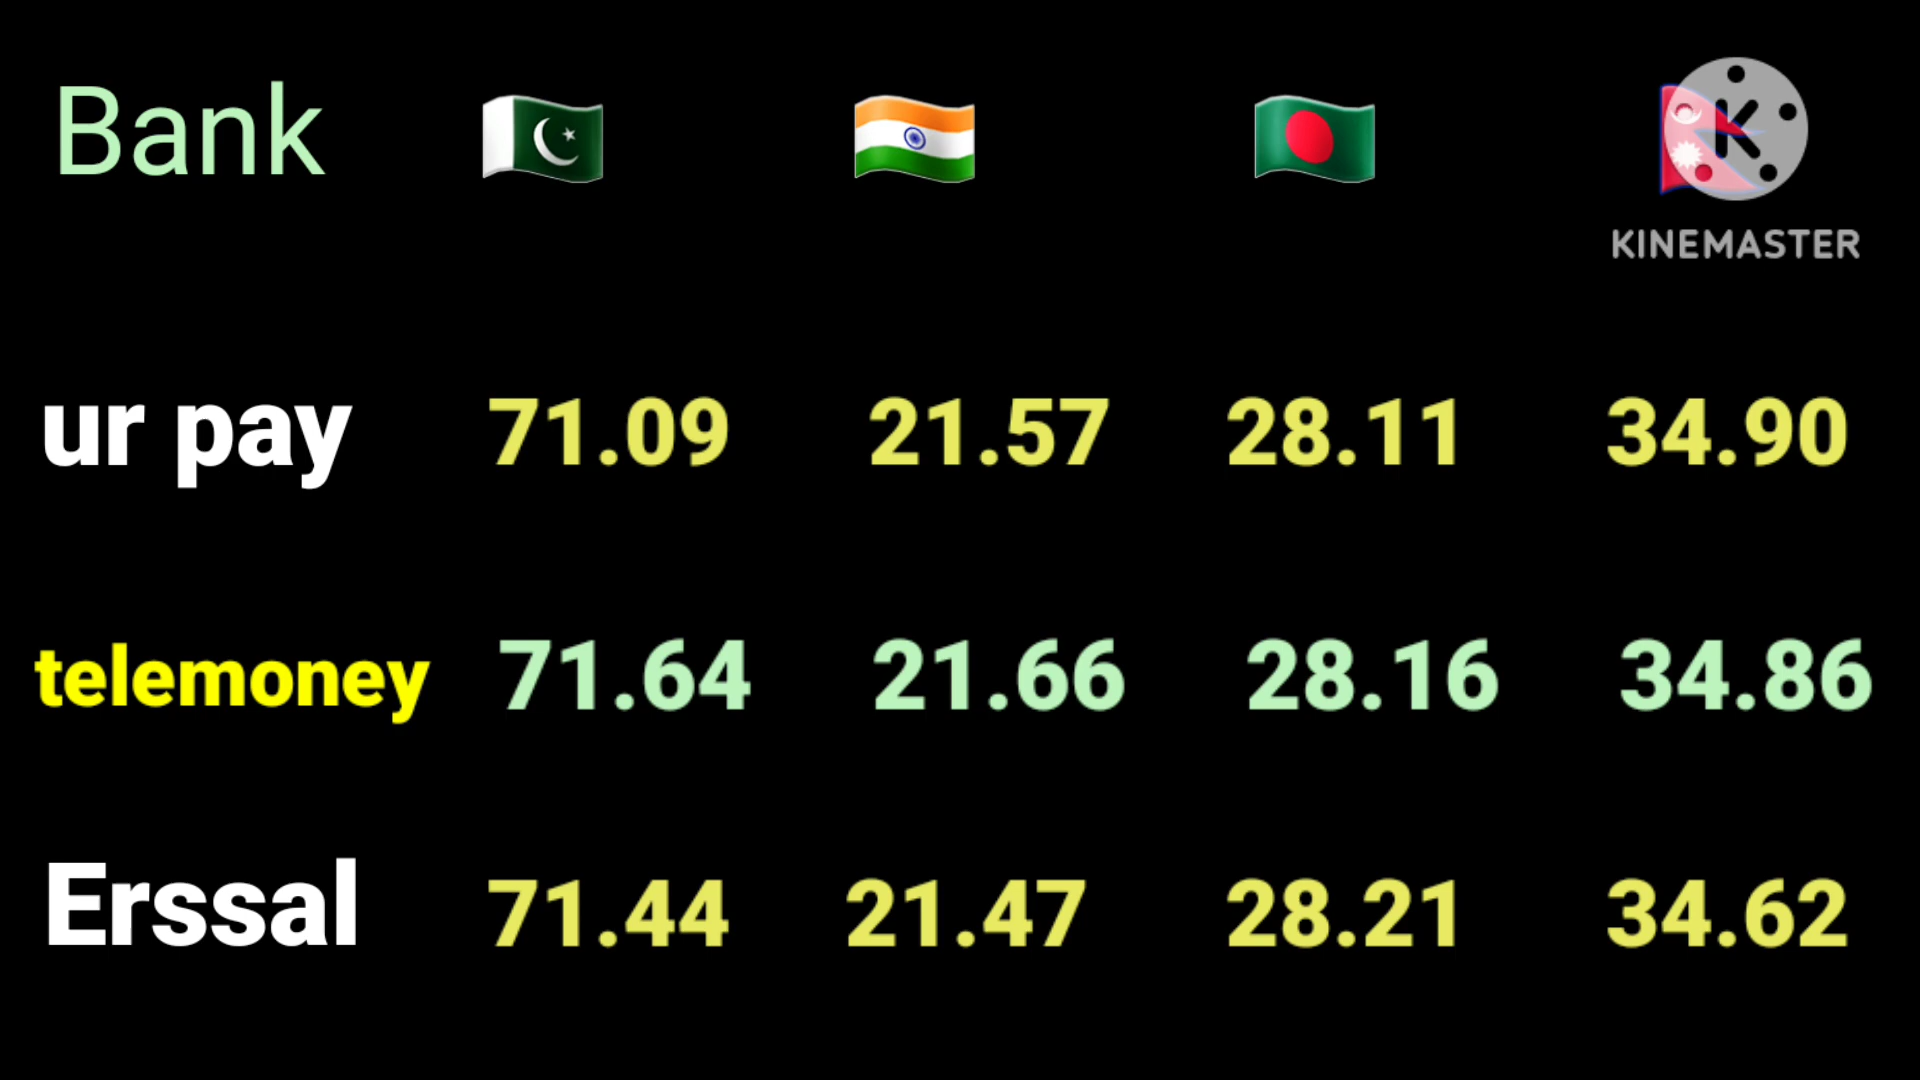 Bank
K
KINEMASTER
ur pay 71.09 21.57 28.11 34.90
telemoney 71.64 21.66 28.16 34.86
Erssal 71.44 21.47 28.21 34.62